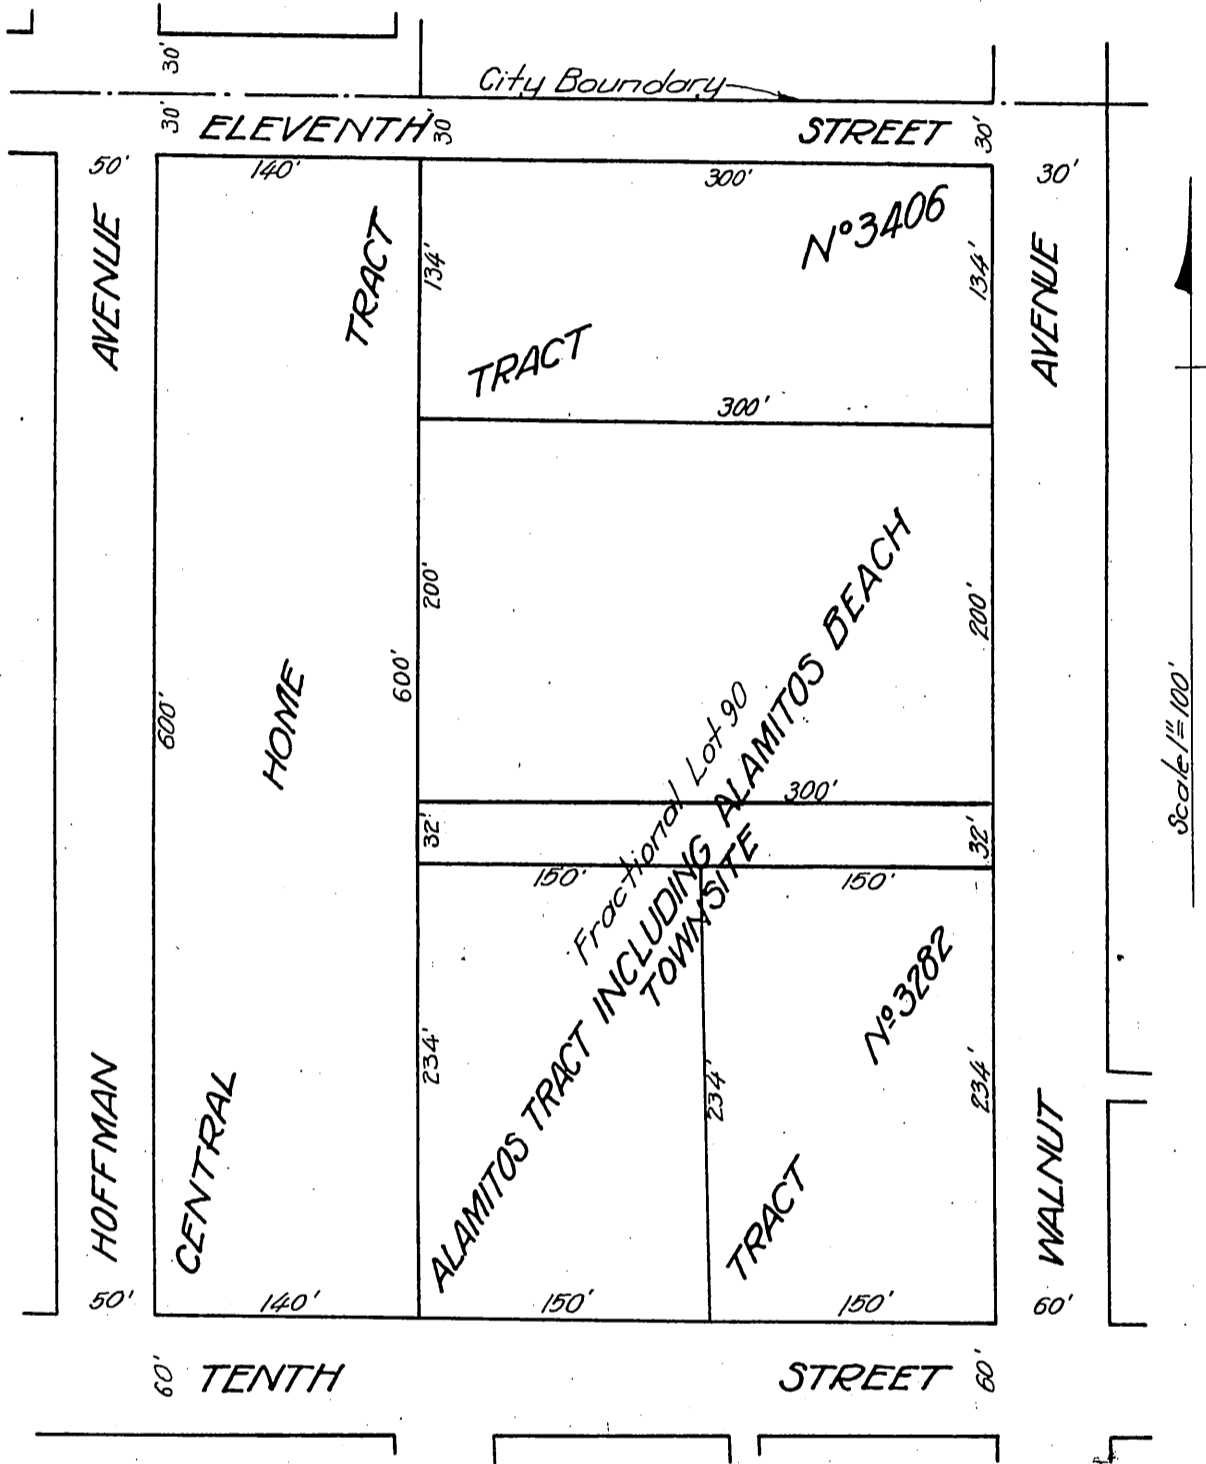 City Boundary
30'
30'
ELEVENTH
30'
STREET
30'
50'
140'
300'
30'
AVENUE
TRACT
134'
TRACT
Nº 3406
134'
AVENUE
300'
200'
200'
600'
HOME
600'
Fractional Lot 90
ALAMITOS TRACT INCLUDING ALAMITOS BEACH
TOWNSITE
300'
32'
32'
150'
150'
Scale 1"=100'
HOFFMAN
CENTRAL
234'
234'
TRACT
Nº 3282
234'
WALNUT
50'
140'
150'
150'
60'
60'
TENTH
STREET
60'